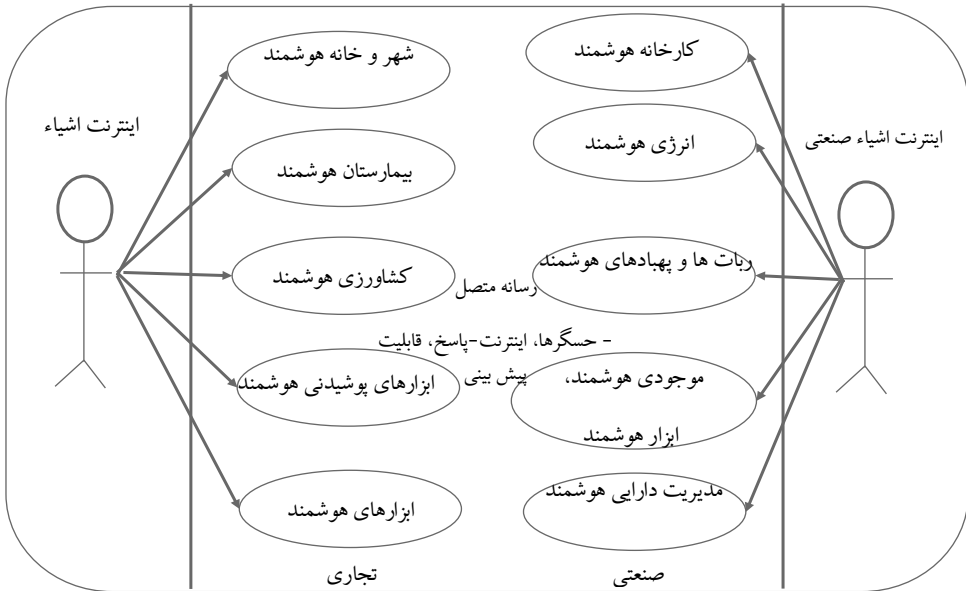 کارخانه هوشمند
شهر و خانه هوشمند
اینترنت اشیاء صنعتی
انرژی هوشمند
اینترنت اشیاء
بیمارستان هوشمند
ربات ها و پهبادهای هوشمند
کشاورزی هوشمند
رسانه متصل
- حسگرها، اینترنت-پاسخ، قابلیت
پیش بینی
موجودی هوشمند،
ابزار هوشمند
ابزارهای پوشیدنی هوشمند
مدیریت دارایی هوشمند
ابزارهای هوشمند
صنعتی
تجاری